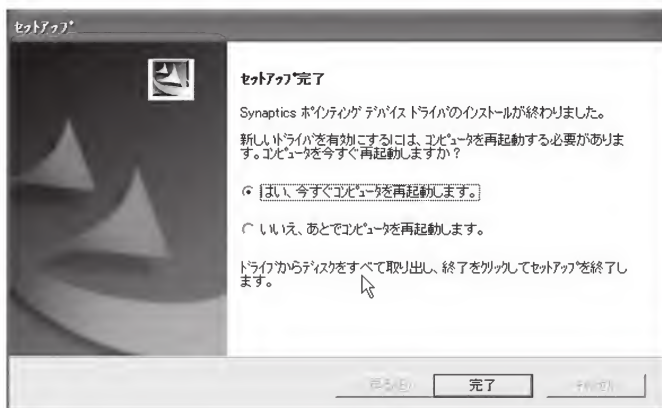 セットアップ
セットアップ完了
Synaptics ポインティング デバイス ドライバのインストールが終わりました。
新しいドライバを有効にするには、コンピュータを再起動する必要がありま
す。コンピュータを今すぐ再起動しますか？
はい、今すぐコンピュータを再起動します。
いいえ、あとでコンピュータを再起動します。
ドライブからディスクをすべて取り出し、終了をクリックしてセットアップを終了し
ます。
完了